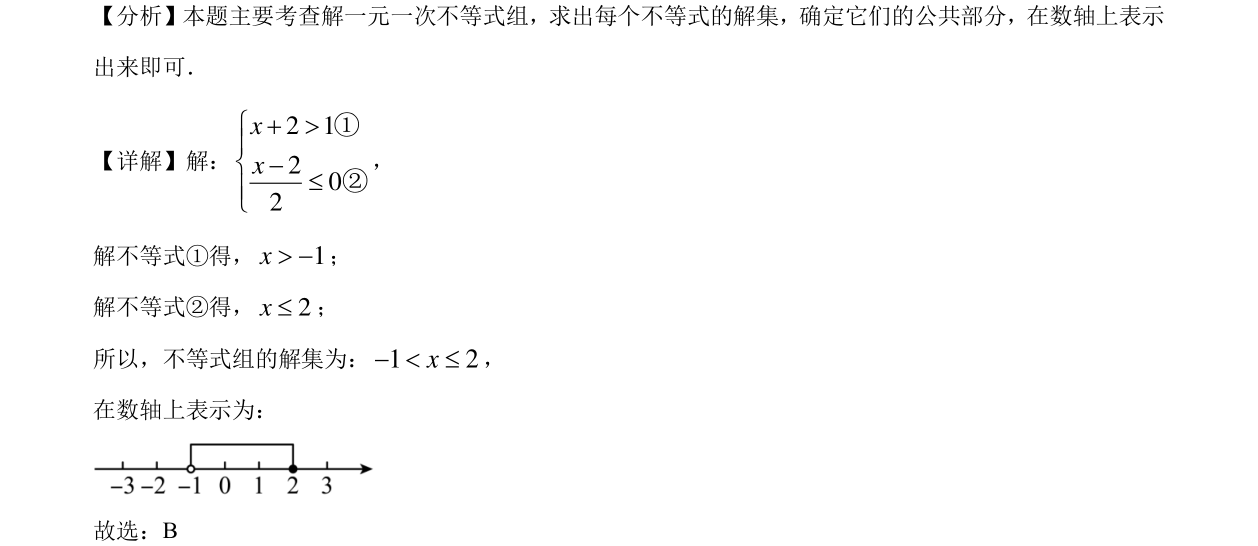 【分析】本题主要考查解一元一次不等式组，求出每个不等式的解集，确定它们的公共部分，在数轴上表示
出来即可．
【详解】解：{x+2>1① (x−2)/2≤0②，
解不等式①得， x>−1；
解不等式②得， x≤2；
所以，不等式组的解集为：−1<x≤2，
在数轴上表示为：
−3 −2 −1 0 1 2 3
故选：B